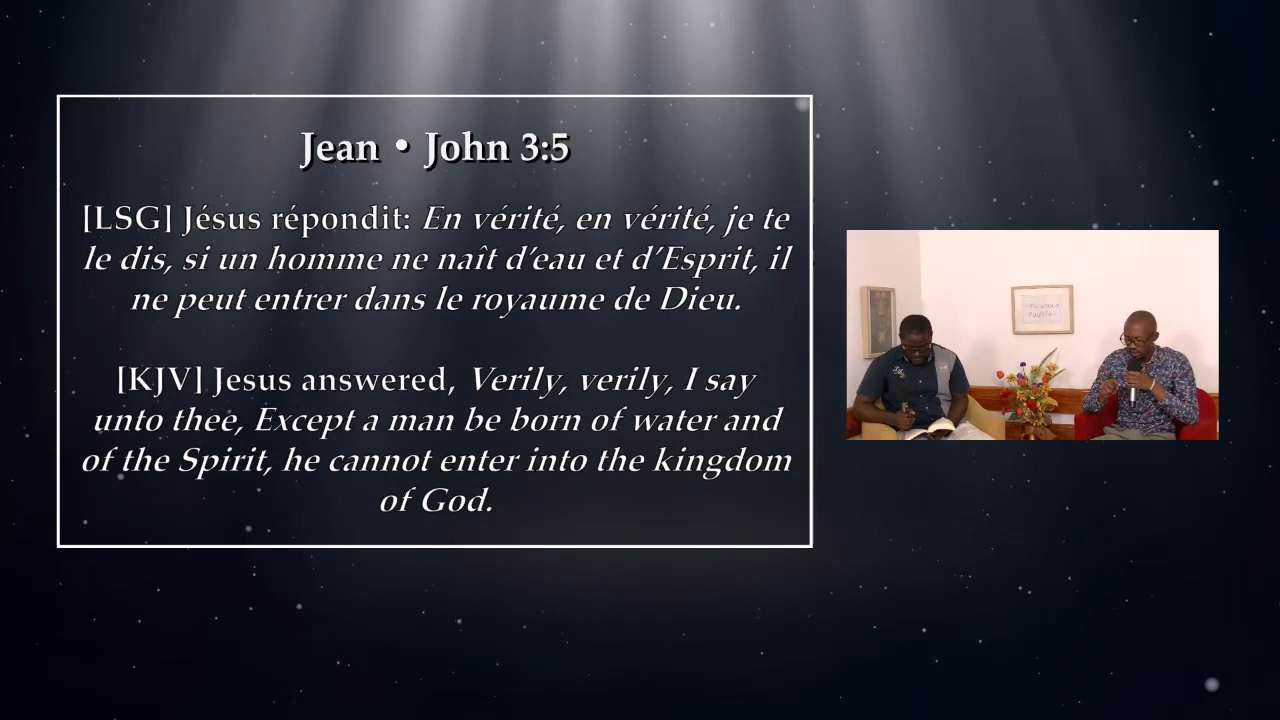 Jean • John 3:5
[LSG] Jésus répondit: En vérité, en vérité, je te
le dis, si un homme ne naît d’eau et d’Esprit, il
ne peut entrer dans le royaume de Dieu.
[KJV] Jesus answered, Verily, verily, I say
unto thee, Except a man be born of water and
of the Spirit, he cannot enter into the kingdom
of God.